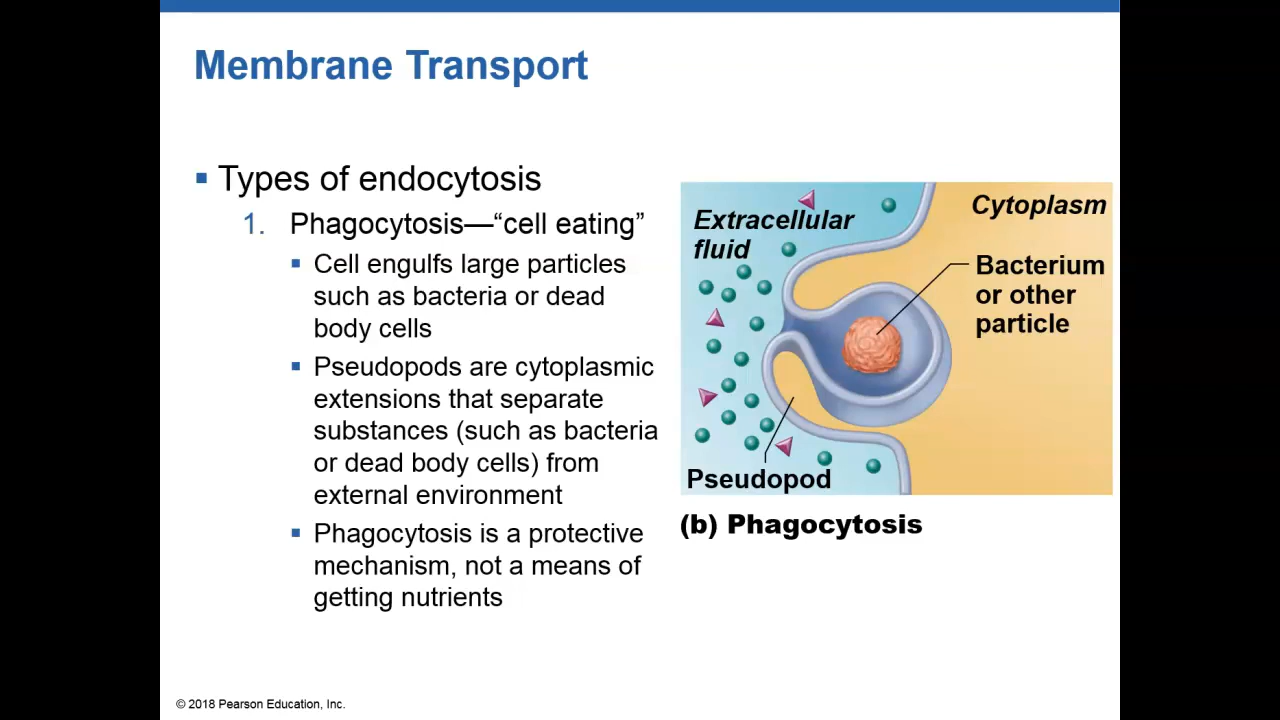 Membrane Transport
▪ Types of endocytosis
1. Phagocytosis—“cell eating”
▪ Cell engulfs large particles
such as bacteria or dead
body cells
▪ Pseudopods are cytoplasmic
extensions that separate
substances (such as bacteria
or dead body cells) from
external environment
▪ Phagocytosis is a protective
mechanism, not a means of
getting nutrients
Extracellular
fluid
Cytoplasm
Bacterium
or other
particle
Pseudopod
(b) Phagocytosis
© 2018 Pearson Education, Inc.